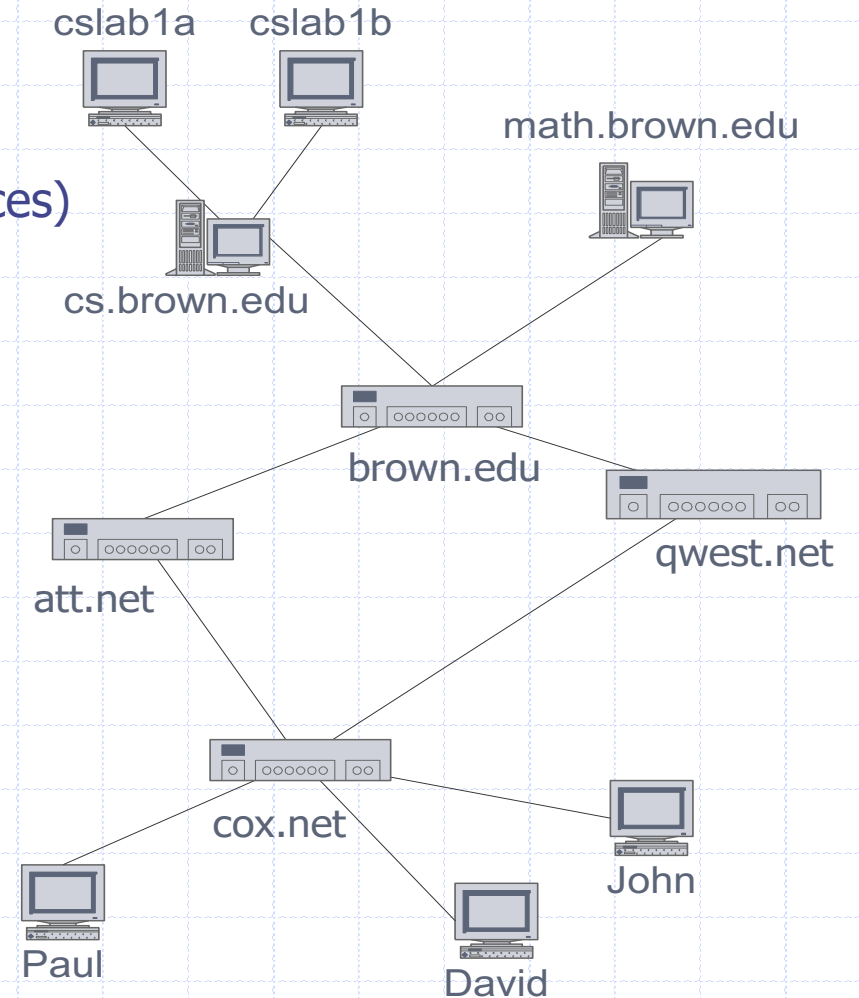 cslab1a cslab1b
math.brown.edu
ces)
cs.brown.edu
brown.edu
qwest.net
att.net
cox.net
John
Paul
David